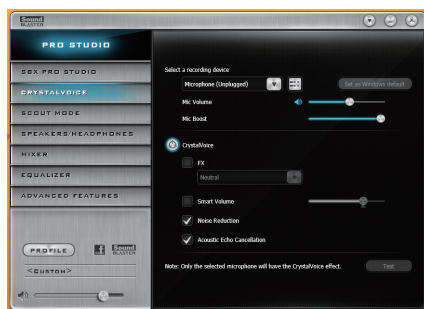 Sound
BLASTER
PRO STUDIO
SBX PRO STUDIO
CRYSTALVOICE
SCOUT MODE
SPEAKERS/HEADPHONES
MIXER
EQUALIZER
ADVANCED FEATURES
PROFILE
f
Sound
BLASTER
<CUSTOM>
Select a recording device
Microphone (Unplugged)
Set as Windows default
Mic Volume
Mic Boost
CrystalVoice
FX
Neutral
Smart Volume
Noise Reduction
Acoustic Echo Cancellation
Note: Only the selected microphone will have the CrystalVoice effect.
Test